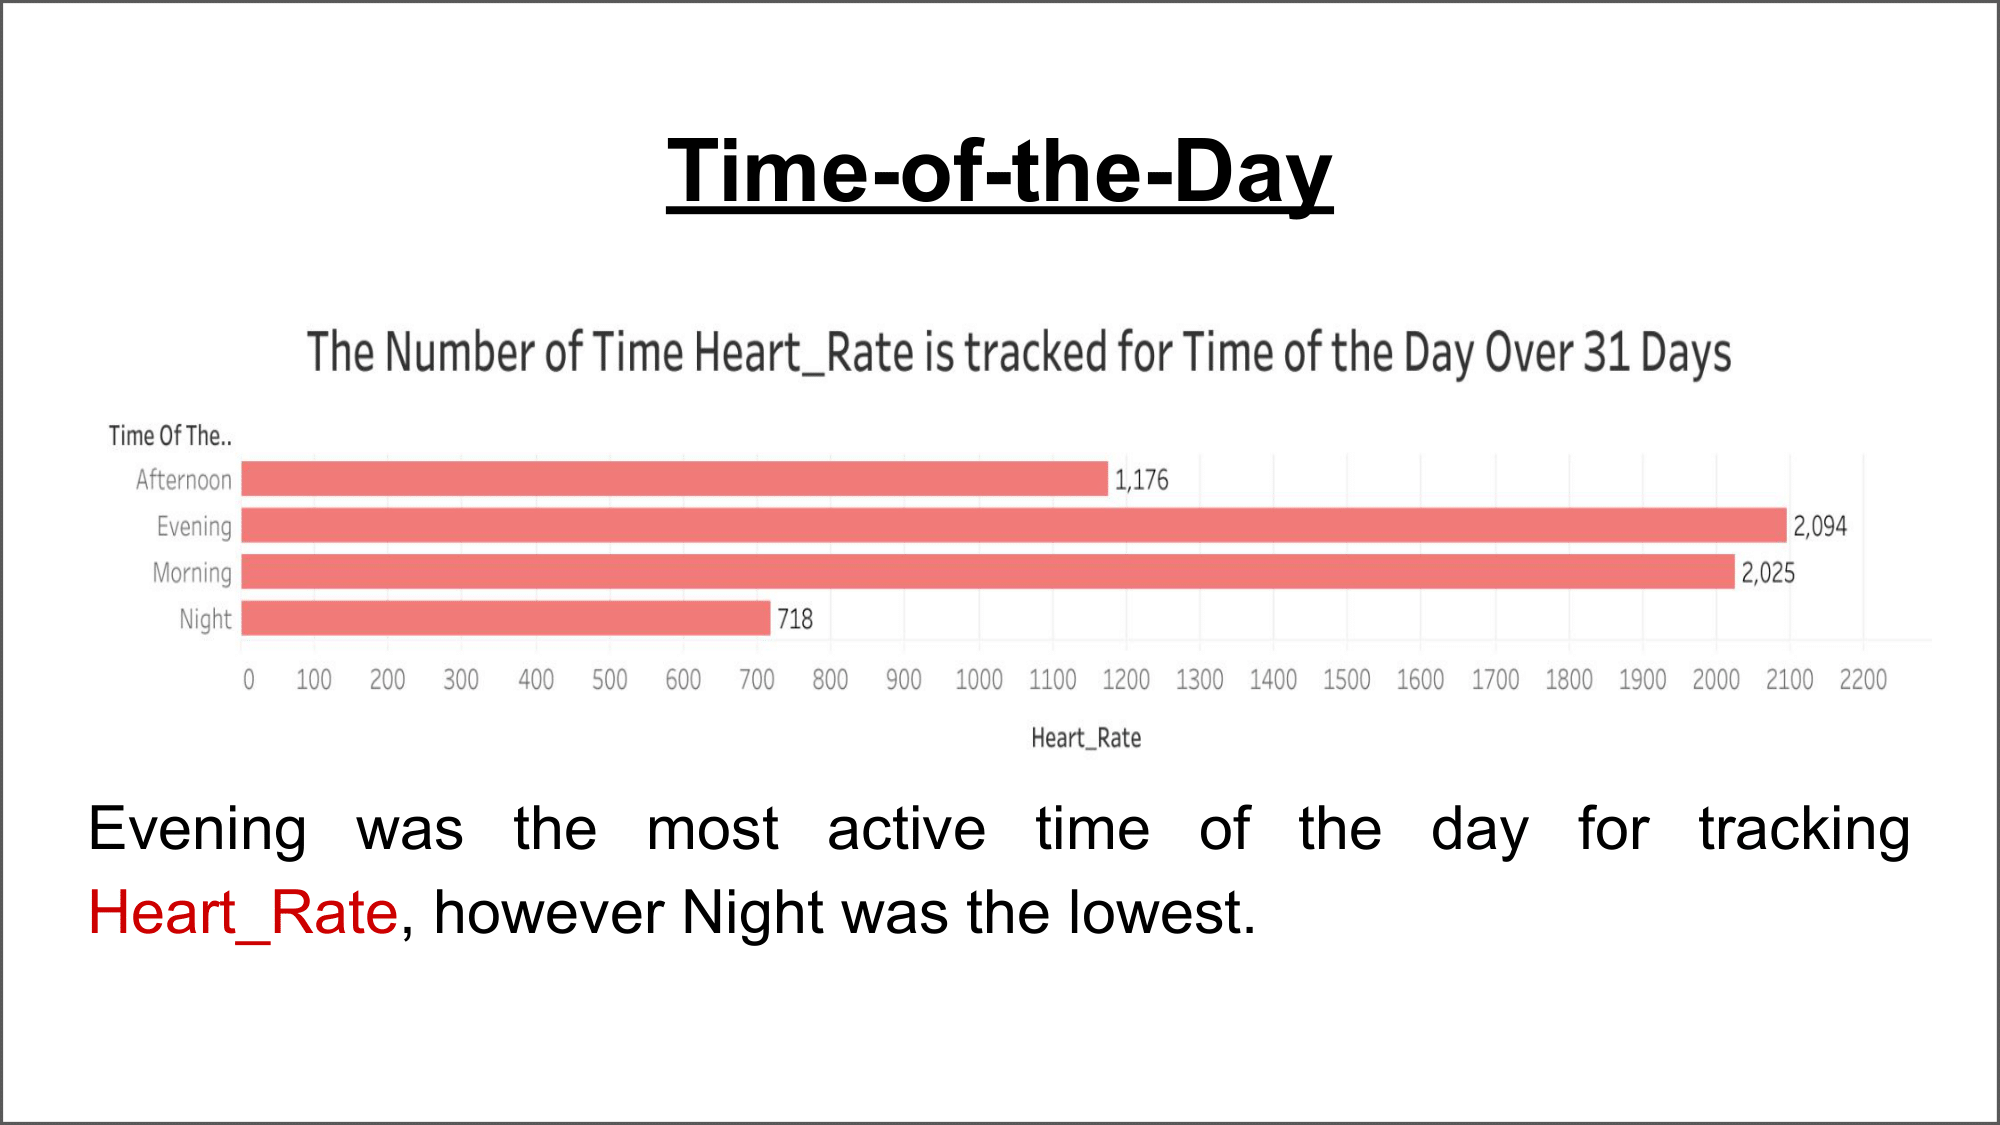 Time-of-the-Day
The Number of Time Heart_Rate is tracked for Time of the Day Over 31 Days
Time Of The..
Afternoon 1,176
Evening 2,094
Morning 2,025
Night 718
0 100 200 300 400 500 600 700 800 900 1000 1100 1200 1300 1400 1500 1600 1700 1800 1900 2000 2100 2200
Heart_Rate
Evening was the most active time of the day for tracking
Heart_Rate, however Night was the lowest.